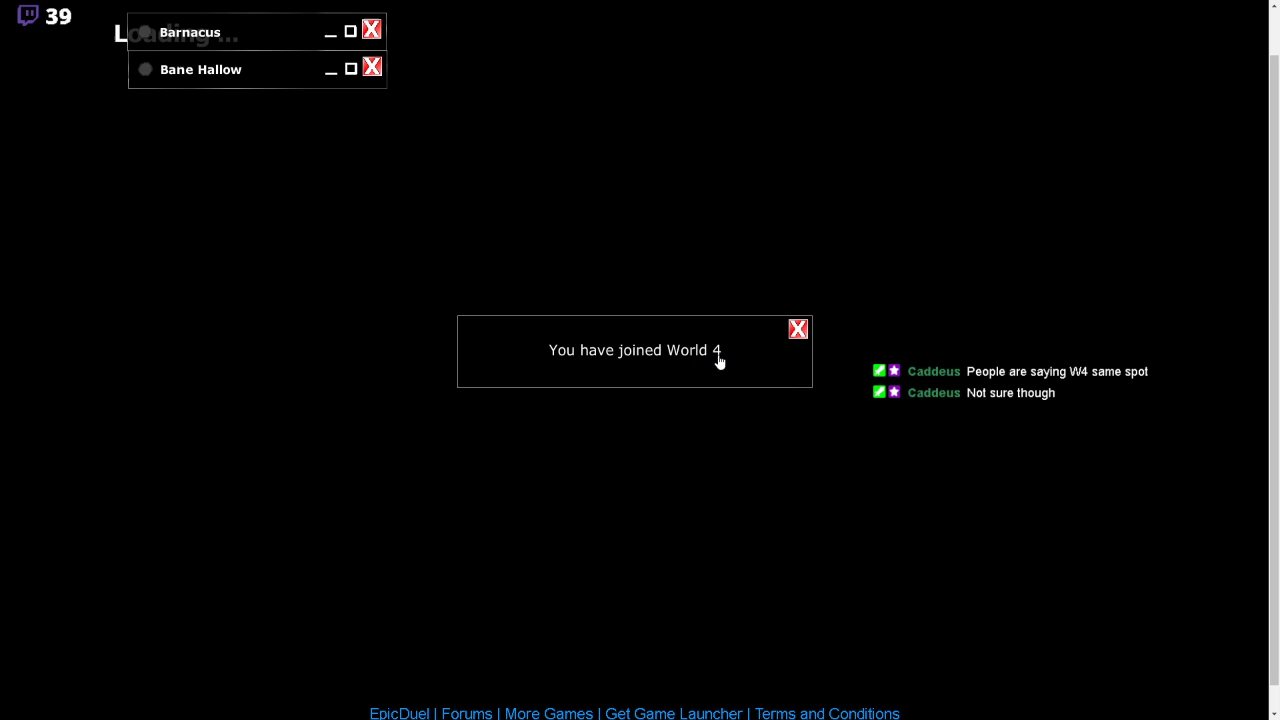 39
Loading ...
Barnacus
X
Bane Hallow
X
X
You have joined World 4
Caddeus People are saying W4 same spot
Caddeus Not sure though
EpicDuel | Forums | More Games | Get Game Launcher | Terms and Conditions